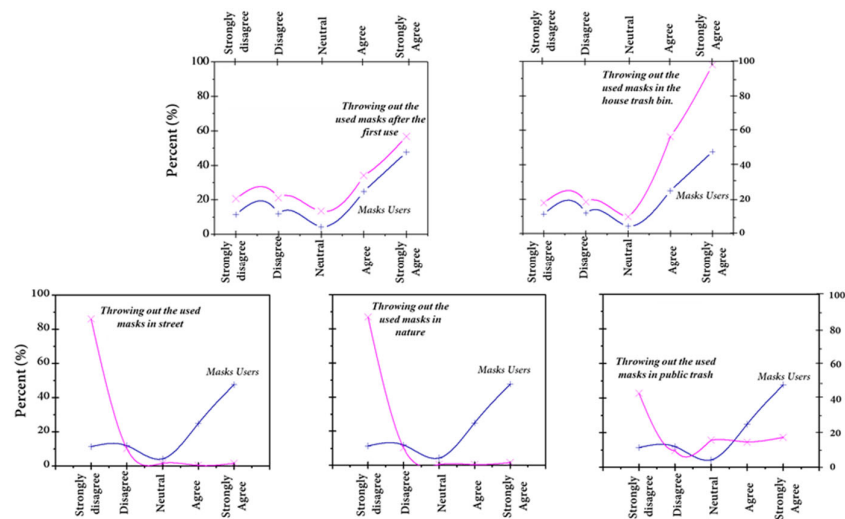 Strongly
disagree
Disagree
Neutral
Agree
Strongly
Agree
Strongly
disagree
Disagree
Neutral
Agree
Strongly
Agree
Percent (%)
100
80
60
40
20
0
Throwing out the
used masks after the
first use
Masks Users
Strongly
disagree
Disagree
Neutral
Agree
Strongly
Agree
100
80
60
40
20
0
Throwing out the
used masks in the
house trash bin.
Masks Users
100
80
60
40
20
0
Strongly
disagree
Disagree
Neutral
Agree
Strongly
Agree
Percent (%)
100
80
60
40
20
0
Throwing out the used
masks in street
Masks Users
Strongly
disagree
Disagree
Neutral
Agree
Strongly
Agree
Throwing out the
used masks in
nature
Masks Users
Strongly
disagree
Disagree
Neutral
Agree
Strongly
Agree
Throwing out the used
masks in public trash
Masks Users
100
80
60
40
20
0
Strongly
disagree
Disagree
Neutral
Agree
Strongly
Agree